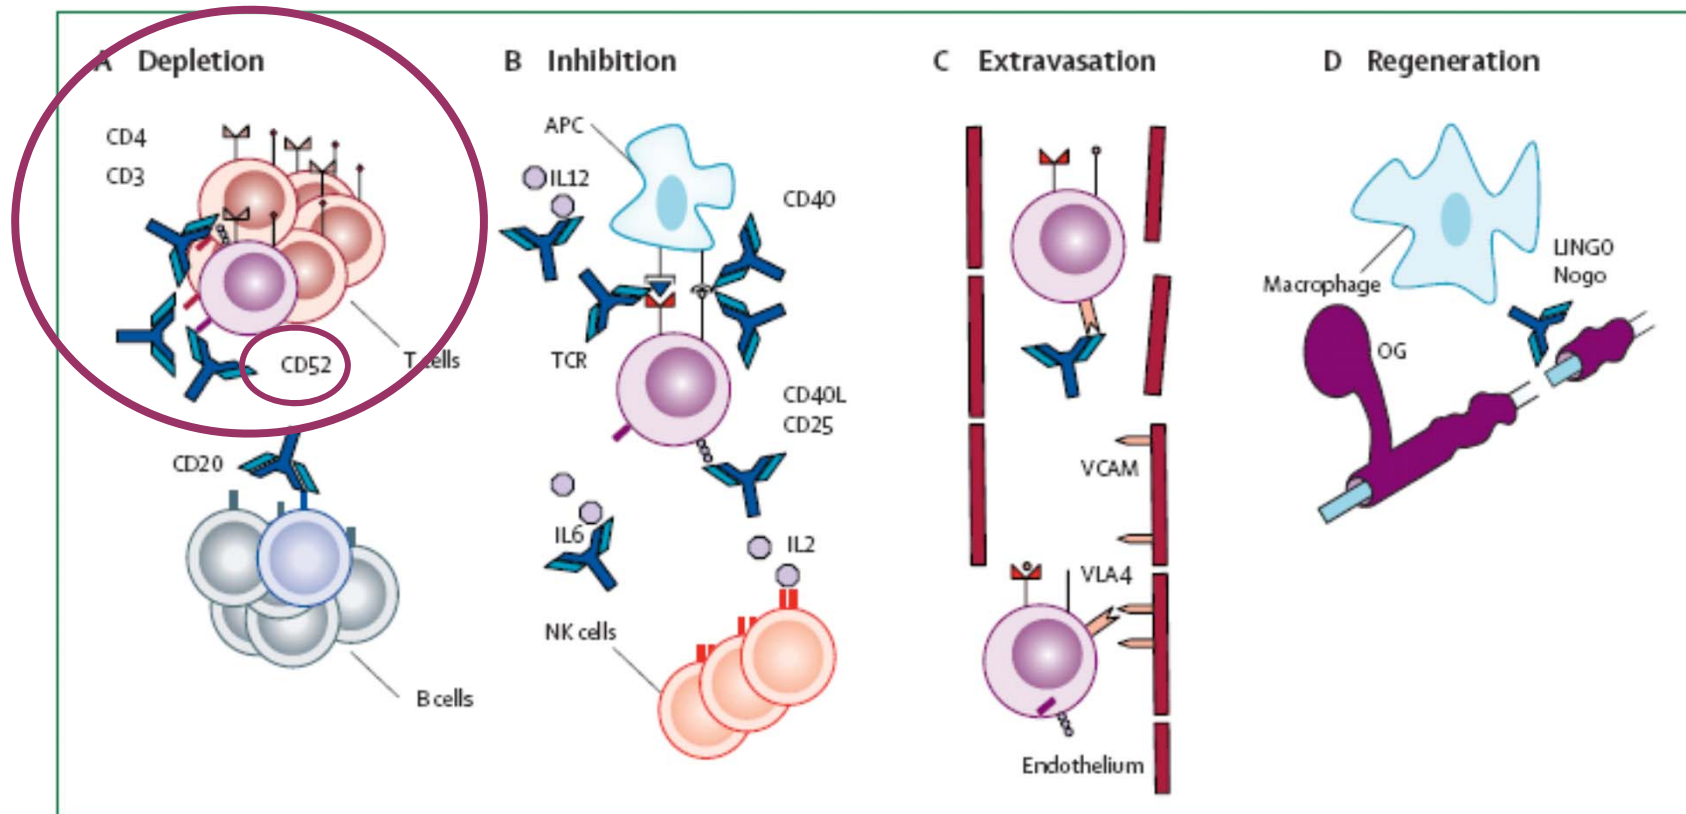 A Depletion
CD4
CD3
CD52
T cells
CD20
B cells
B Inhibition
APC
IL12
CD40
TCR
CD40L
CD25
IL6
IL2
NK cells
C Extravasation
VCAM
VLA4
Endothelium
D Regeneration
LINGO
Nogo
Macrophage
OG